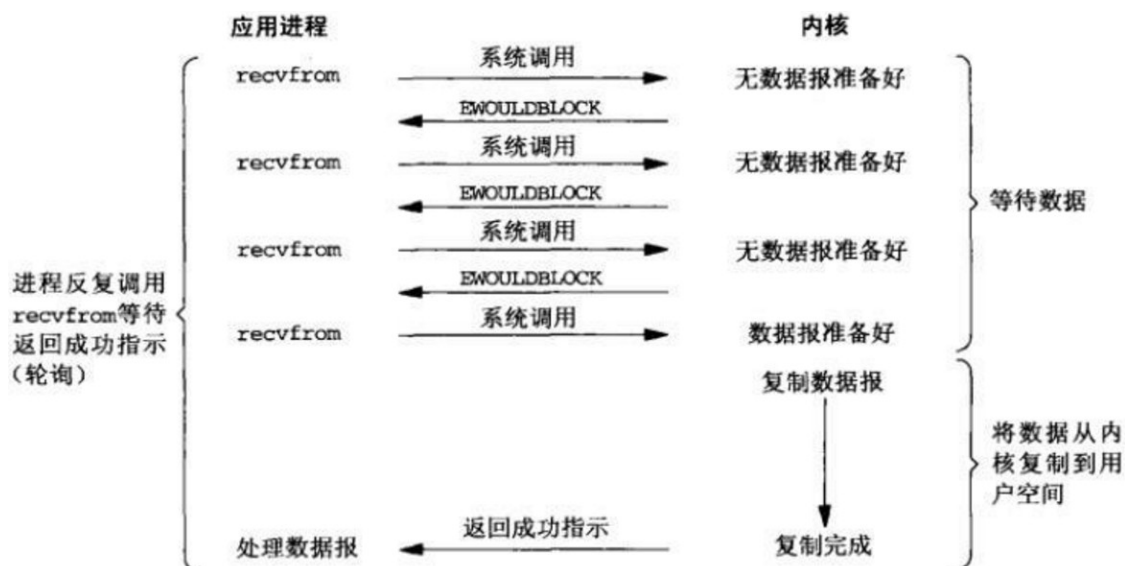 应用进程
内核
recvfrom
系统调用
无数据报准备好
EWOULDBLOCK
recvfrom
系统调用
无数据报准备好
EWOULDBLOCK
recvfrom
系统调用
无数据报准备好
EWOULDBLOCK
recvfrom
系统调用
数据报准备好
等待数据
进程反复调用
recvfrom等待
返回成功指示
（轮询）
复制数据报
将数据从内
核复制到用
户空间
处理数据报
返回成功指示
复制完成